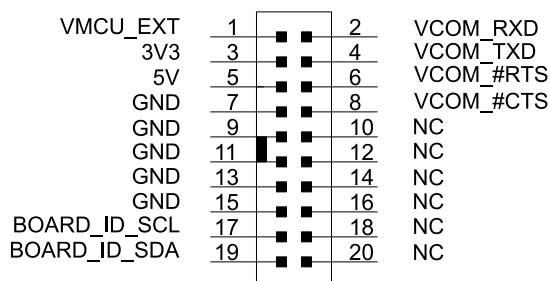 VMCU_EXT 1 2 VCOM_RXD
3V3 3 4 VCOM_TXD
5V 5 6 VCOM_#RTS
GND 7 8 VCOM_#CTS
GND 9 10 NC
GND 11 12 NC
GND 13 14 NC
GND 15 16 NC
BOARD_ID_SCL 17 18 NC
BOARD_ID_SDA 19 20 NC